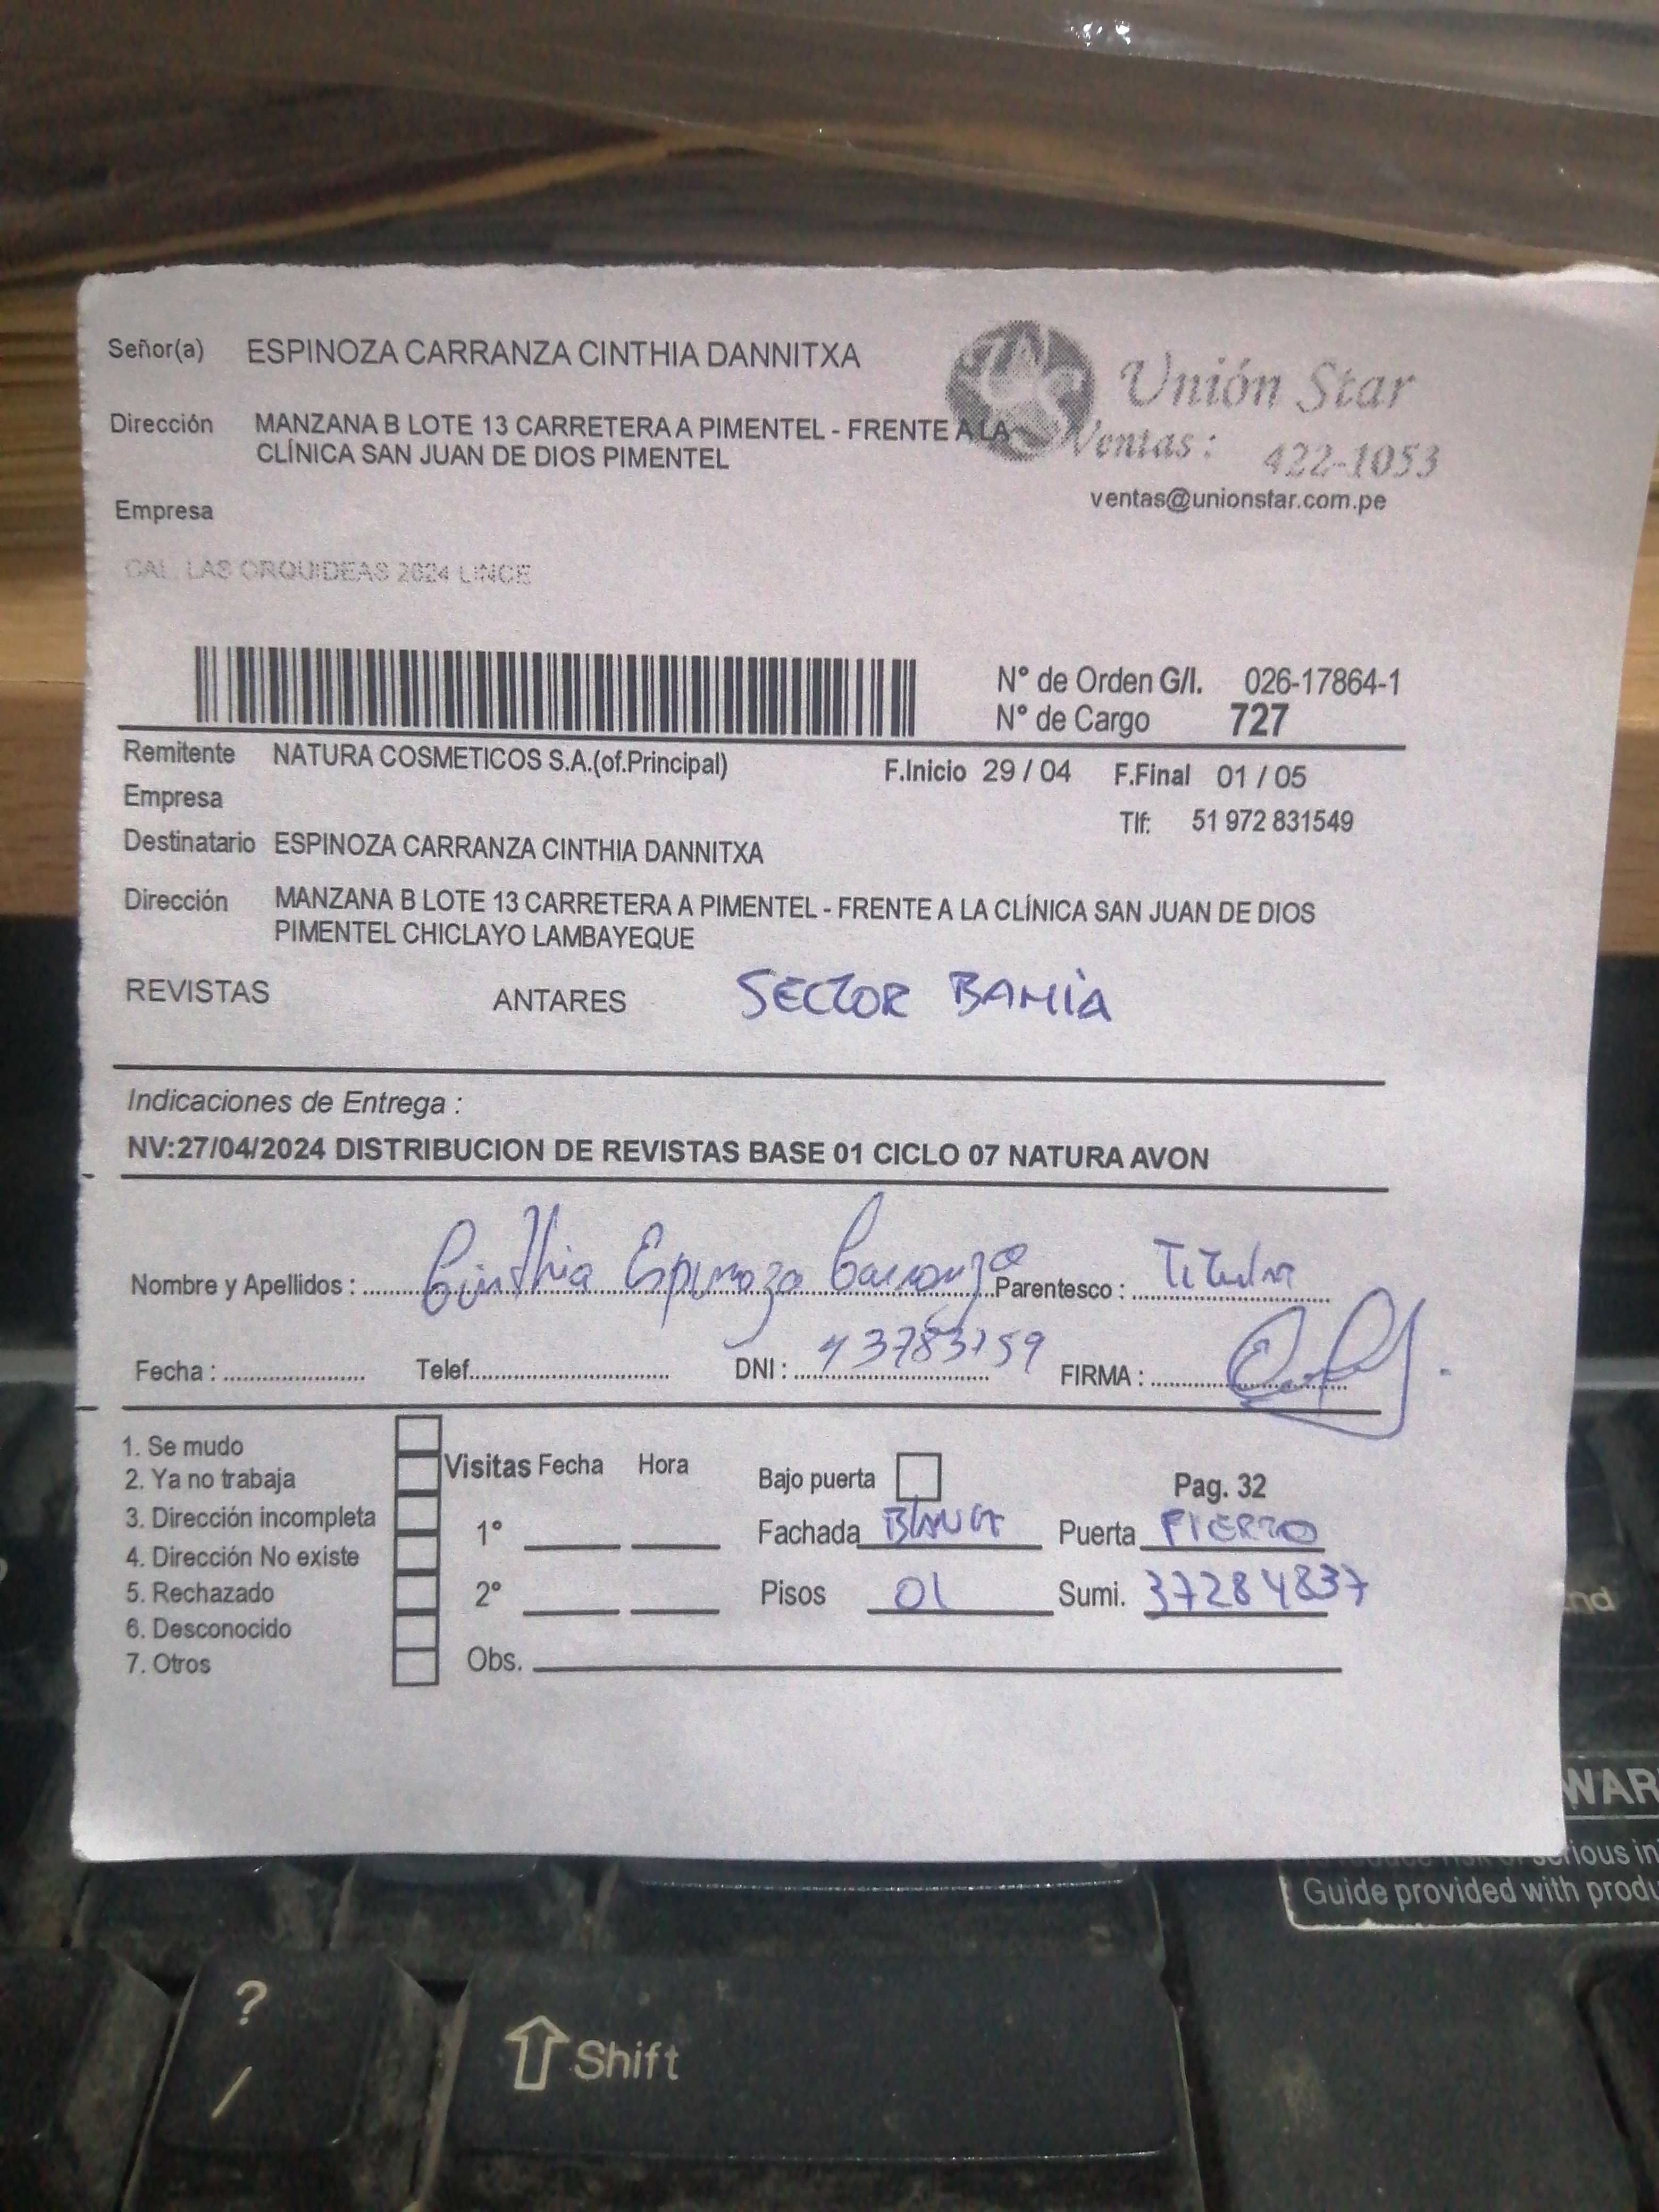 Señor(a) ESPINOZA CARRANZA CINTHIA DANNITXA
Unión Star
Dirección MANZANA B LOTE 13 CARRETERA A PIMENTEL - FRENTE A LA
CLÍNICA SAN JUAN DE DIOS PIMENTEL
Ventas: 422-1053
ventas@unionstar.com.pe
Empresa
CAL. LAS ORQUIDEAS 2624 LINCE
N° de Orden G/I. 026-17864-1
N° de Cargo 727
Remitente NATURA COSMETICOS S.A.(of.Principal) F.Inicio 29 / 04 F.Final 01 / 05
Empresa
Tlf: 51 972 831549
Destinatario ESPINOZA CARRANZA CINTHIA DANNITXA
Dirección MANZANA B LOTE 13 CARRETERA A PIMENTEL - FRENTE A LA CLÍNICA SAN JUAN DE DIOS
PIMENTEL CHICLAYO LAMBAYEQUE
REVISTAS ANTARES SECTOR BAHIA
Indicaciones de Entrega :
NV:27/04/2024 DISTRIBUCION DE REVISTAS BASE 01 CICLO 07 NATURA AVON
Nombre y Apellidos : Cinthia Espinoza Carranza Parentesco : Titular
Fecha : Telef. DNI : 43783759 FIRMA :
1. Se mudo
2. Ya no trabaja
3. Dirección incompleta
4. Dirección No existe
5. Rechazado
6. Desconocido
7. Otros
Visitas Fecha Hora
1°
2°
Obs.
Bajo puerta Pag. 32
Fachada BLANCA Puerta FIERRO
Pisos 01 Sumi. 37284837
WAR
serious in
Guide provided with produ
nd
?
/
Shift